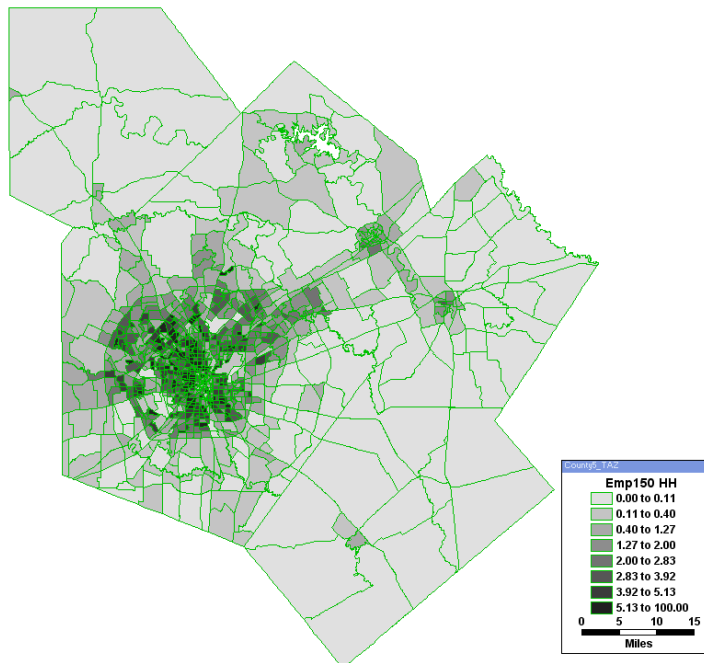 County5_TAZ
Emp150 HH
0.00 to 0.11
0.11 to 0.40
0.40 to 1.27
1.27 to 2.00
2.00 to 2.83
2.83 to 3.92
3.92 to 5.13
5.13 to 100.00
0 5 10 15
Miles